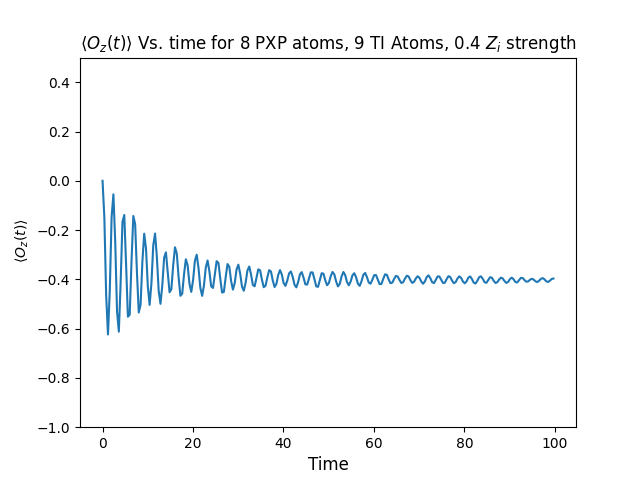 ⟨O_z(t)⟩ Vs. time for 8 PXP atoms, 9 TI Atoms, 0.4 Z_i strength
0.4
0.2
0.0
−0.2
−0.4
−0.6
−0.8
−1.0
⟨O_z(t)⟩
0 20 40 60 80 100
Time